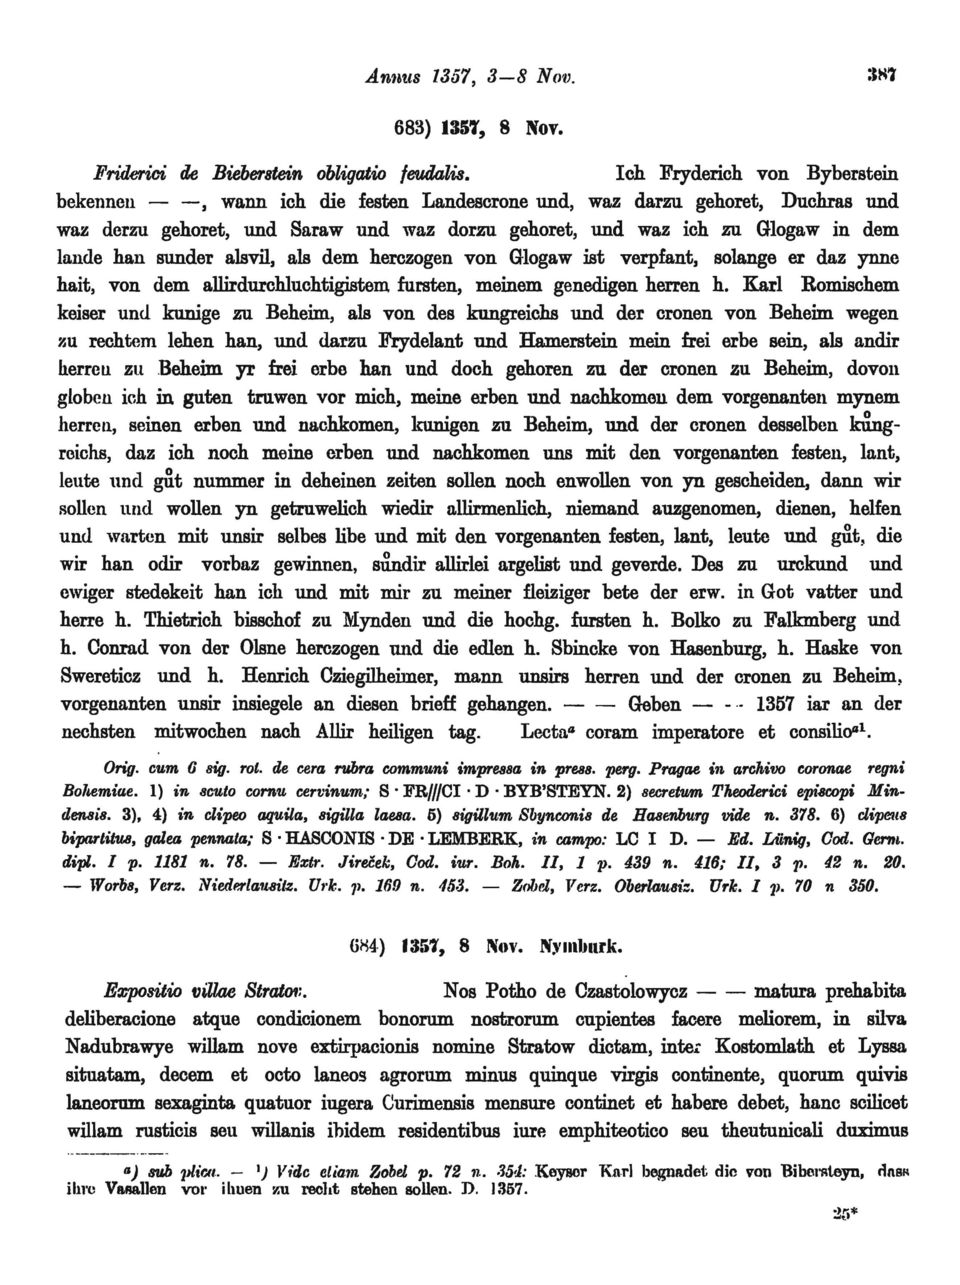 Annus 1357, 3—8 Nov. 387
683) 1357, 8 Nov.
Friderici de Bieberstein obligatio feudalis. Ich Fryderich von Byberstein
bekennen — —, wann ich die festen Landescrone und, waz darzu gehoret, Duchras und
waz derzu gehoret, und Saraw und waz dorzu gehoret, und waz ich zu Glogaw in dem
lande han sunder alsvil, als dem herczogen von Glogaw ist verpfant, solange er daz ynne
hait, von dem allirdurchluchtigistem fursten, meinem genedigen herren h. Karl Romischem
keiser und kunige zu Beheim, als von des kungreichs und der cronen von Beheim wegen
zu rechtem lehen han, und darzu Frydelant und Hamerstein mein frei erbe sein, als andir
herren zu Beheim yr frei erbe han und doch gehoren zu der cronen zu Beheim, dovon
globen ich in guten truwen vor mich, meine erben und nachkomen dem vorgenanten mynem
herren, seinen erben und nachkomen, kunigen zu Beheim, und der cronen desselben kůng-
reichs, daz ich noch meine erben und nachkomen uns mit den vorgenanten festen, lant,
leute und gůt nummer in deheinen zeiten sollen noch enwollen von yn gescheiden, dann wir
sollen und wollen yn getruwelich wiedir allirmenlich, niemand auzgenomen, dienen, helfen
und warten mit unsir selbes libe und mit den vorgenanten festen, lant, leute und gůt, die
wir han odir vorbaz gewinnen, sůndir allirlei argelist und geverde. Des zu urckund und
ewiger stedekeit han ich und mit mir zu meiner fleiziger bete der erw. in Got vatter und
herre h. Thietrich bisschof zu Mynden und die hochg. fursten h. Bolko zu Falkmberg und
h. Conrad von der Olsne herczogen und die edlen h. Sbincke von Hasenburg, h. Haske von
Swereticz und h. Henrich Cziegilheimer, mann unsirs herren und der cronen zu Beheim,
vorgenanten unsir insiegele an diesen brieff gehangen. — — Geben — — 1357 iar an der
nechsten mitwochen nach Allir heiligen tag. Lectaᵃ coram imperatore et consilioᵃ¹.
Orig. cum 6 sig. rot. de cera rubra communi impressa in press. perg. Pragae in archivo coronae regni
Bohemiae. 1) in scuto cornu cervinum; S · FR///CI · D · BYB'STEYN. 2) secretum Theoderici episcopi Min-
densis. 3), 4) in clipeo aquila, sigilla laesa. 5) sigillum Sbynconis de Hasenburg vide n. 378. 6) clipeus
bipartitus, galea pennata; S · HASCONIS · DE · LEMBERK, in campo: LC I D. — Ed. Lünig, Cod. Germ.
dipl. I p. 1181 n. 78. — Extr. Jireček, Cod. iur. Boh. II, 1 p. 439 n. 416; II, 3 p. 42 n. 20.
— Worbs, Verz. Niederlausitz. Urk. p. 169 n. 453. — Zobel, Verz. Oberlausiz. Urk. I p. 70 n 350.
684) 1357, 8 Nov. Nymburk.
Expositio villae Stratov. Nos Potho de Czastolowycz — — matura prehabita
deliberacione atque condicionem bonorum nostrorum cupientes facere meliorem, in silva
Nadubrawye willam nove extirpacionis nomine Stratow dictam, inter Kostomlath et Lyssa
situatam, decem et octo laneos agrorum minus quinque virgis continente, quorum quivis
laneorum sexaginta quatuor iugera Curimensis mensure continet et habere debet, hanc scilicet
willam rusticis seu willanis ibidem residentibus iure emphiteotico seu theutunicali duximus
ᵃ) sub plica. — ¹) Vide etiam Zobel p. 72 n. 354: Keyser Karl begnadet die von Bibersteyn, dass
ihre Vasallen vor ihnen zu recht stehen sollen. D. 1357.
25*